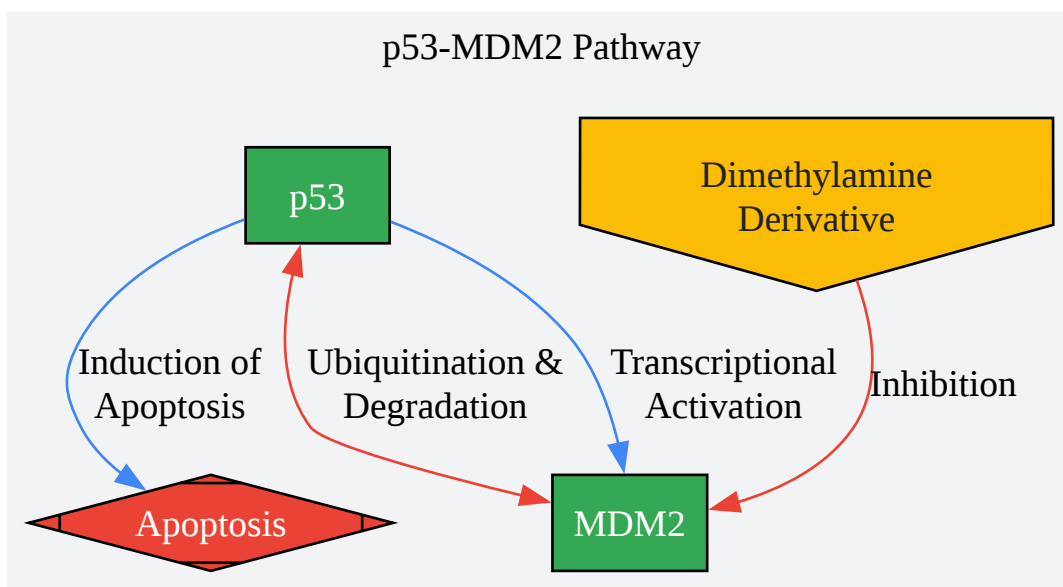 p53-MDM2 Pathway
p53
Dimethylamine
Derivative
Induction of
Apoptosis
Ubiquitination &
Degradation
Transcriptional
Activation
Inhibition
Apoptosis
MDM2